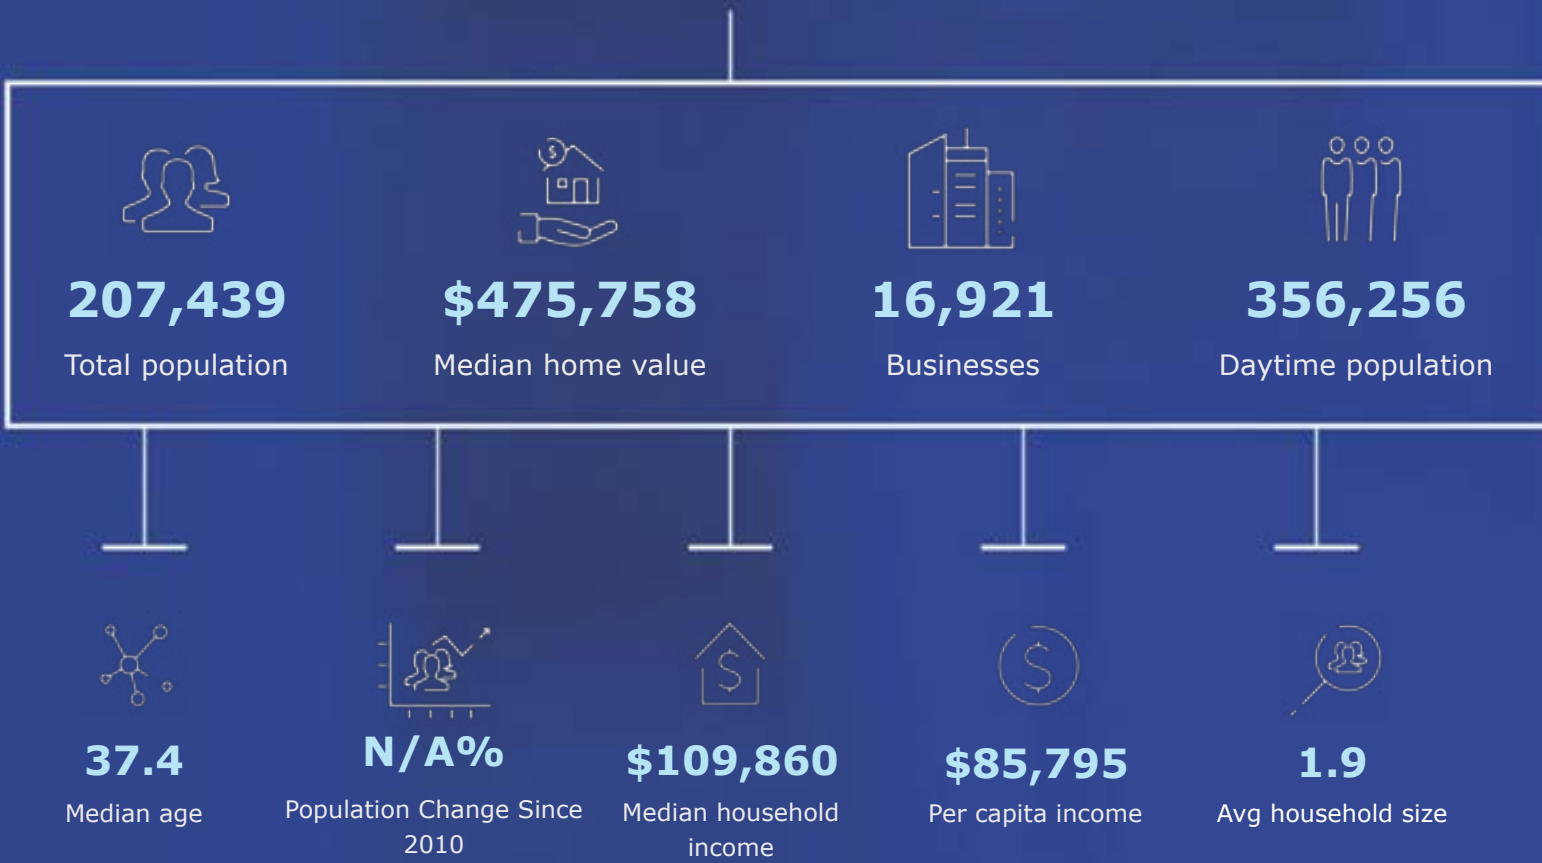 207,439
$475,758
16,921
356,256
Total population
Median home value
Businesses
Daytime population
37.4
N/A%
$109,860
$85,795
1.9
Median age
Population Change Since
2010
Median household
income
Per capita income
Avg household size